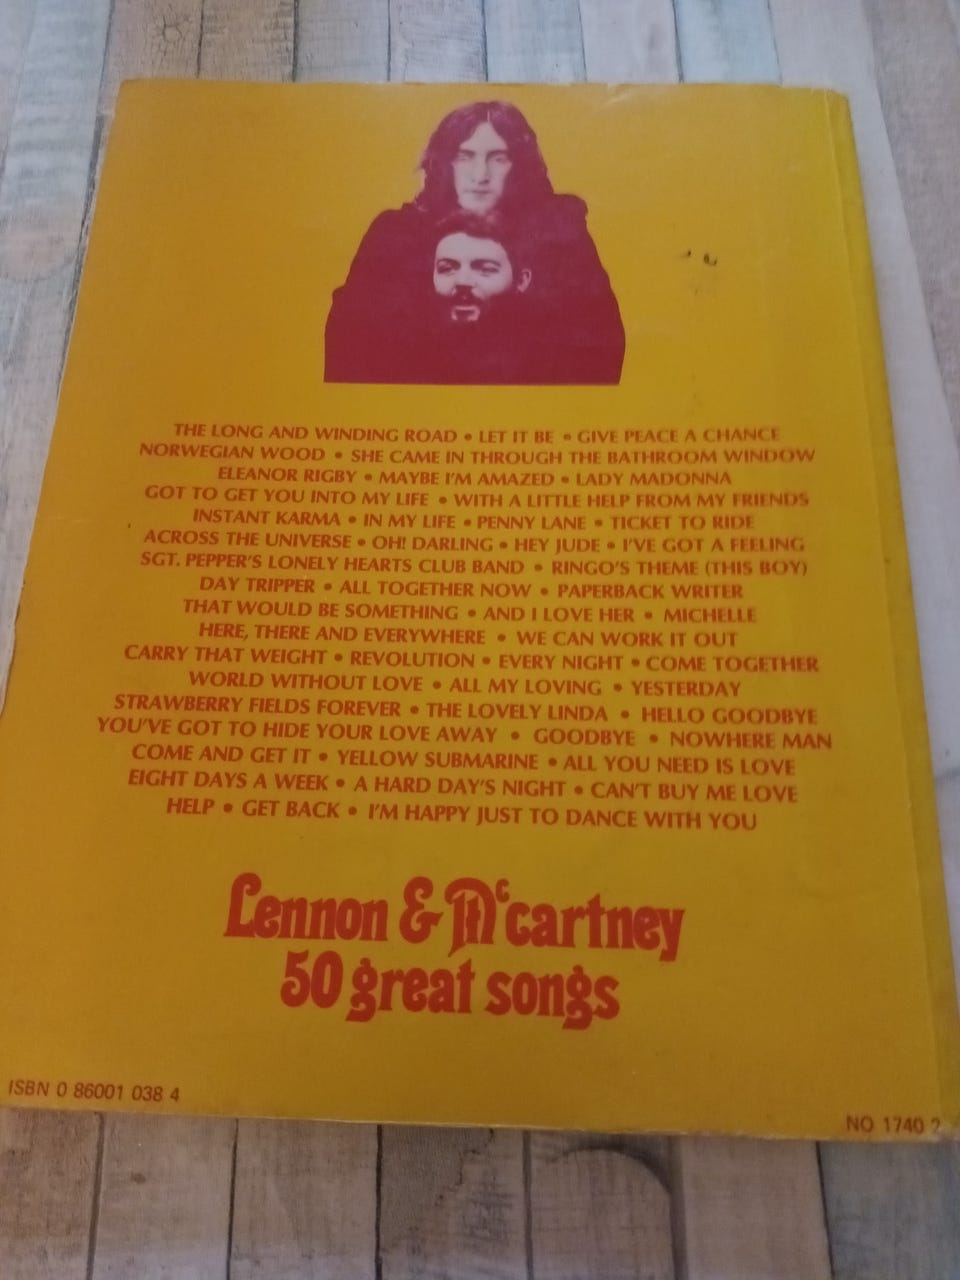 THE LONG AND WINDING ROAD • LET IT BE • GIVE PEACE A CHANCE
NORWEGIAN WOOD • SHE CAME IN THROUGH THE BATHROOM WINDOW
ELEANOR RIGBY • MAYBE I'M AMAZED • LADY MADONNA
GOT TO GET YOU INTO MY LIFE • WITH A LITTLE HELP FROM MY FRIENDS
INSTANT KARMA • IN MY LIFE • PENNY LANE • TICKET TO RIDE
ACROSS THE UNIVERSE • OH! DARLING • HEY JUDE • I'VE GOT A FEELING
SGT. PEPPER'S LONELY HEARTS CLUB BAND • RINGO'S THEME (THIS BOY)
DAY TRIPPER • ALL TOGETHER NOW • PAPERBACK WRITER
THAT WOULD BE SOMETHING • AND I LOVE HER • MICHELLE
HERE, THERE AND EVERYWHERE • WE CAN WORK IT OUT
CARRY THAT WEIGHT • REVOLUTION • EVERY NIGHT • COME TOGETHER
WORLD WITHOUT LOVE • ALL MY LOVING • YESTERDAY
STRAWBERRY FIELDS FOREVER • THE LOVELY LINDA • HELLO GOODBYE
YOU'VE GOT TO HIDE YOUR LOVE AWAY • GOODBYE • NOWHERE MAN
COME AND GET IT • YELLOW SUBMARINE • ALL YOU NEED IS LOVE
EIGHT DAYS A WEEK • A HARD DAY'S NIGHT • CAN'T BUY ME LOVE
HELP • GET BACK • I'M HAPPY JUST TO DANCE WITH YOU
Lennon & McCartney
50 great songs
ISBN 0 86001 038 4
NO 1740